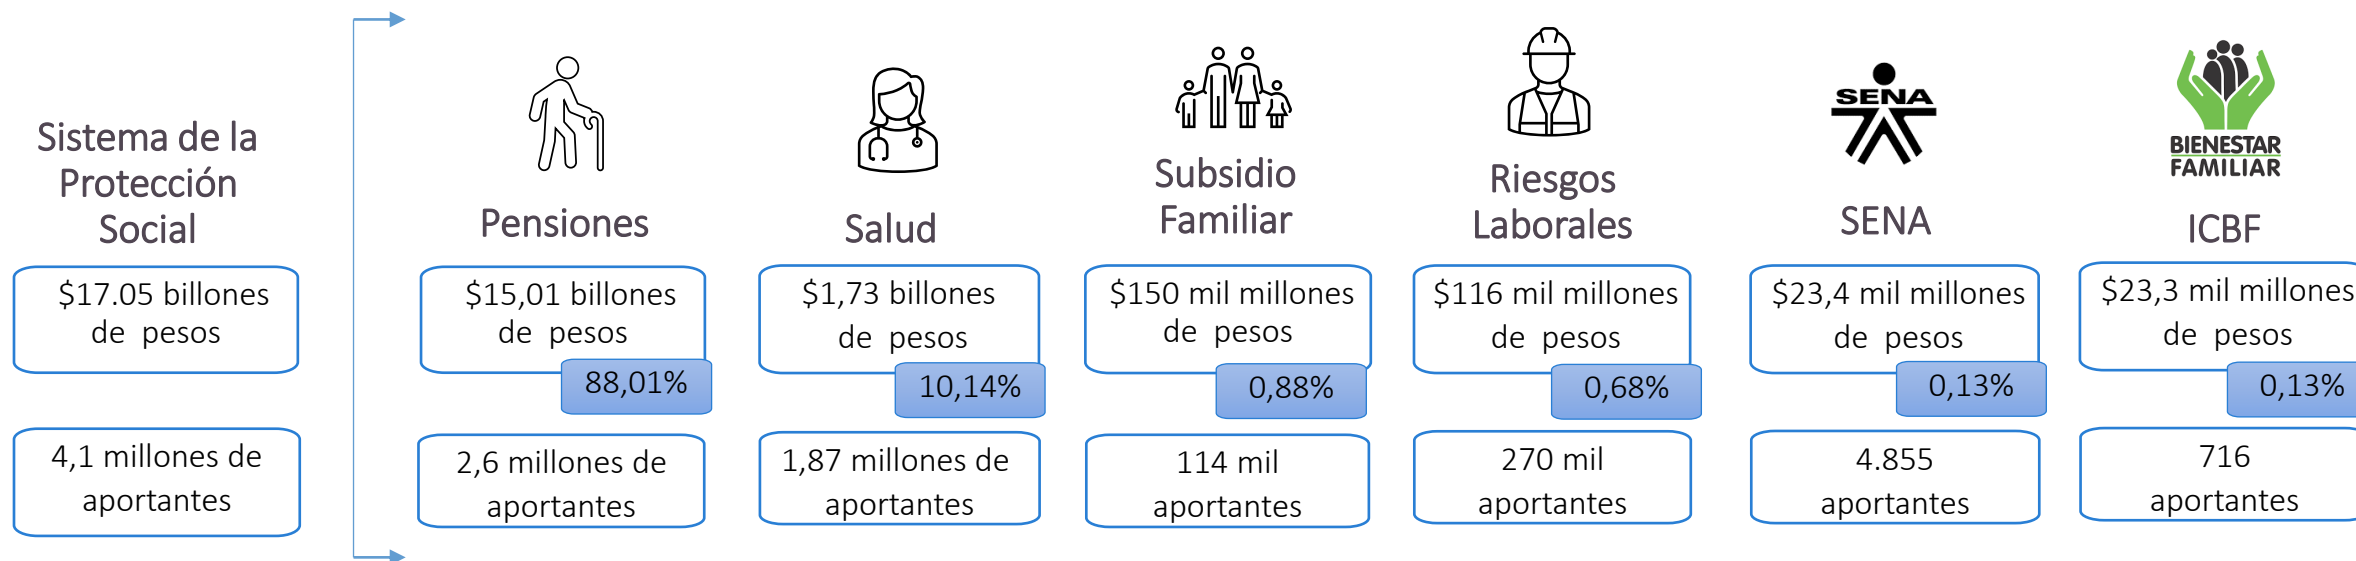 Sistema de la
Protección
Social
$17.05 billones
de pesos
4,1 millones de
aportantes
Pensiones
$15,01 billones
de pesos
88,01%
2,6 millones de
aportantes
Salud
$1,73 billones
de pesos
10,14%
1,87 millones de
aportantes
Subsidio
Familiar
$150 mil millones
de pesos
0,88%
114 mil
aportantes
Riesgos
Laborales
$116 mil millones
de pesos
0,68%
270 mil
aportantes
SENA
SENA
$23,4 mil millones
de pesos
0,13%
4.855
aportantes
BIENESTAR
FAMILIAR
ICBF
$23,3 mil millones
de pesos
0,13%
716
aportantes